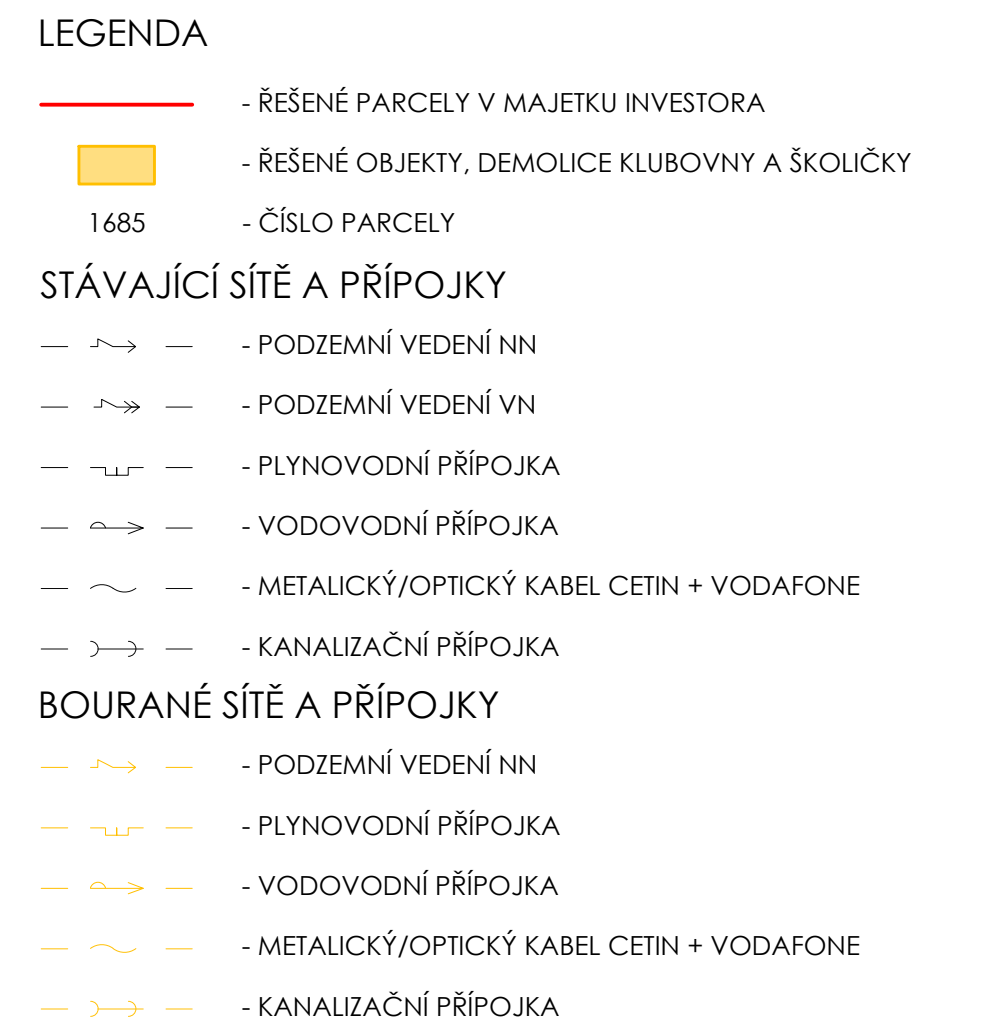 LEGENDA
- ŘEŠENÉ PARCELY V MAJETKU INVESTORA
- ŘEŠENÉ OBJEKTY, DEMOLICE KLUBOVNY A ŠKOLIČKY
1685 - ČÍSLO PARCELY
STÁVAJÍCÍ SÍTĚ A PŘÍPOJKY
- PODZEMNÍ VEDENÍ NN
- PODZEMNÍ VEDENÍ VN
- PLYNOVODNÍ PŘÍPOJKA
- VODOVODNÍ PŘÍPOJKA
- METALICKÝ/OPTICKÝ KABEL CETIN + VODAFONE
- KANALIZAČNÍ PŘÍPOJKA
BOURANÉ SÍTĚ A PŘÍPOJKY
- PODZEMNÍ VEDENÍ NN
- PLYNOVODNÍ PŘÍPOJKA
- VODOVODNÍ PŘÍPOJKA
- METALICKÝ/OPTICKÝ KABEL CETIN + VODAFONE
- KANALIZAČNÍ PŘÍPOJKA